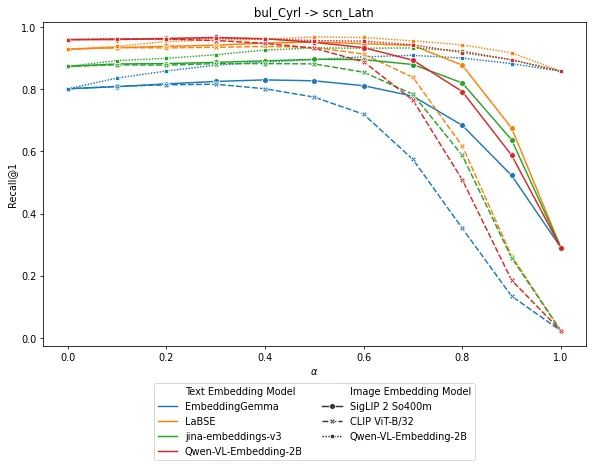 bul_Cyrl -> scn_Latn
1.0
0.8
0.6
0.4
0.2
0.0
Recall@1
0.0 0.2 0.4 0.6 0.8 1.0
α
Text Embedding Model Image Embedding Model
EmbeddingGemma SigLIP 2 So400m
LaBSE CLIP ViT-B/32
jina-embeddings-v3 Qwen-VL-Embedding-2B
Qwen-VL-Embedding-2B